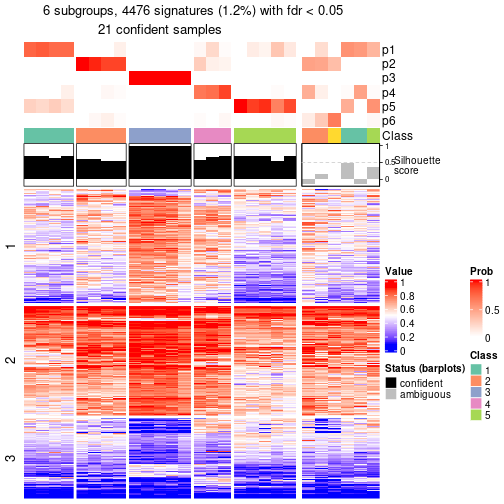 6 subgroups, 4476 signatures (1.2%) with fdr < 0.05
21 confident samples
p1
p2
p3
p4
p5
p6
Class
1
0.5
0
Silhouette
score
1
2
3
Value
1
0.8
0.6
0.4
0.2
0
Status (barplots)
confident
ambiguous
Prob
1
0.5
0
Class
1
2
3
4
5